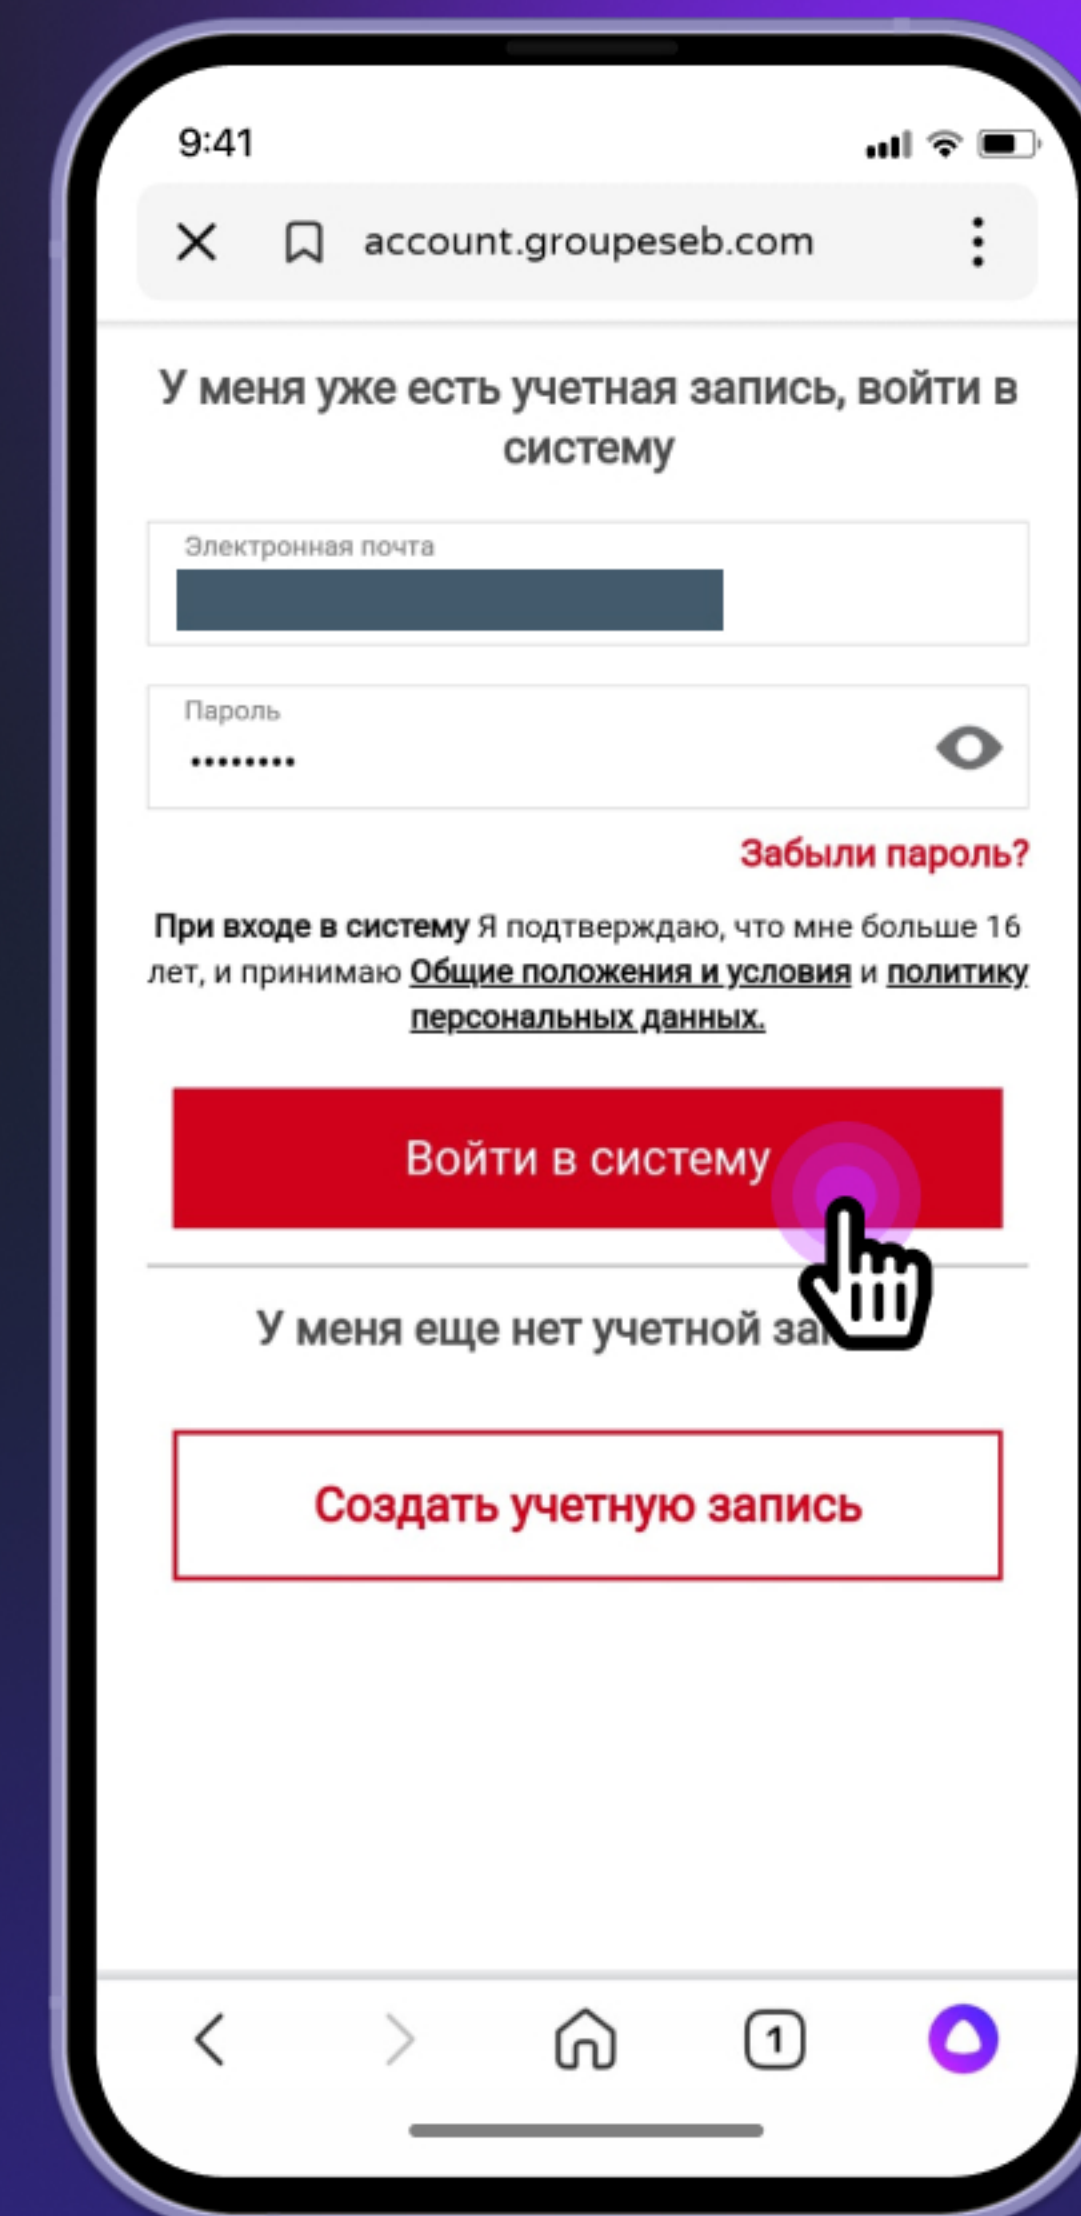 9:41
account.groupeseb.com
У меня уже есть учетная запись, войти в
систему
Электронная почта
Пароль
••••••••
Забыли пароль?
При входе в систему Я подтверждаю, что мне больше 16
лет, и принимаю Общие положения и условия и политику
персональных данных.
Войти в систему
У меня еще нет учетной
Создать учетную запись
1